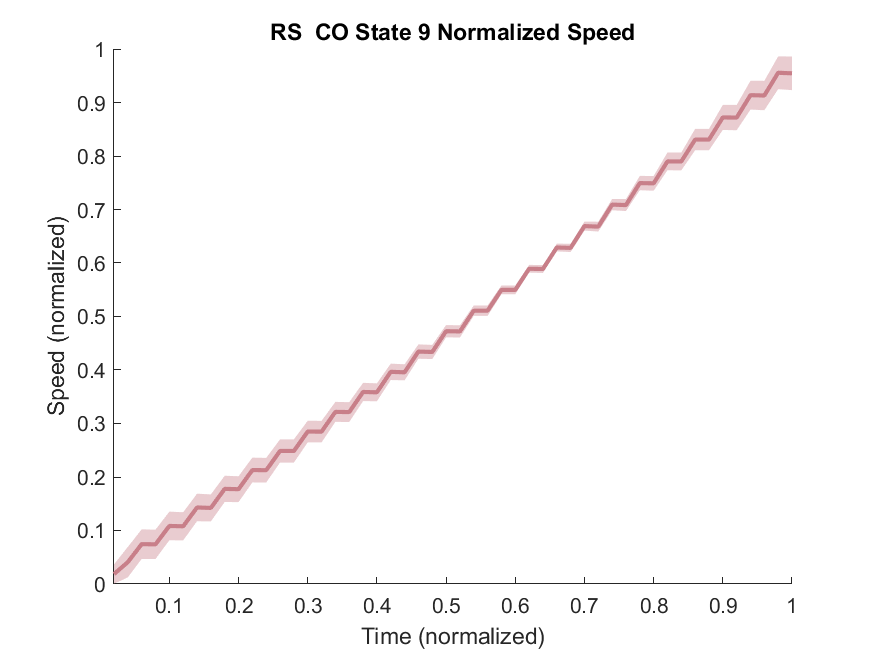 RS  CO State 9 Normalized Speed
1
0.9
0.8
0.7
0.6
0.5
0.4
0.3
0.2
0.1
0
Speed (normalized)
0.1 0.2 0.3 0.4 0.5 0.6 0.7 0.8 0.9 1
Time (normalized)